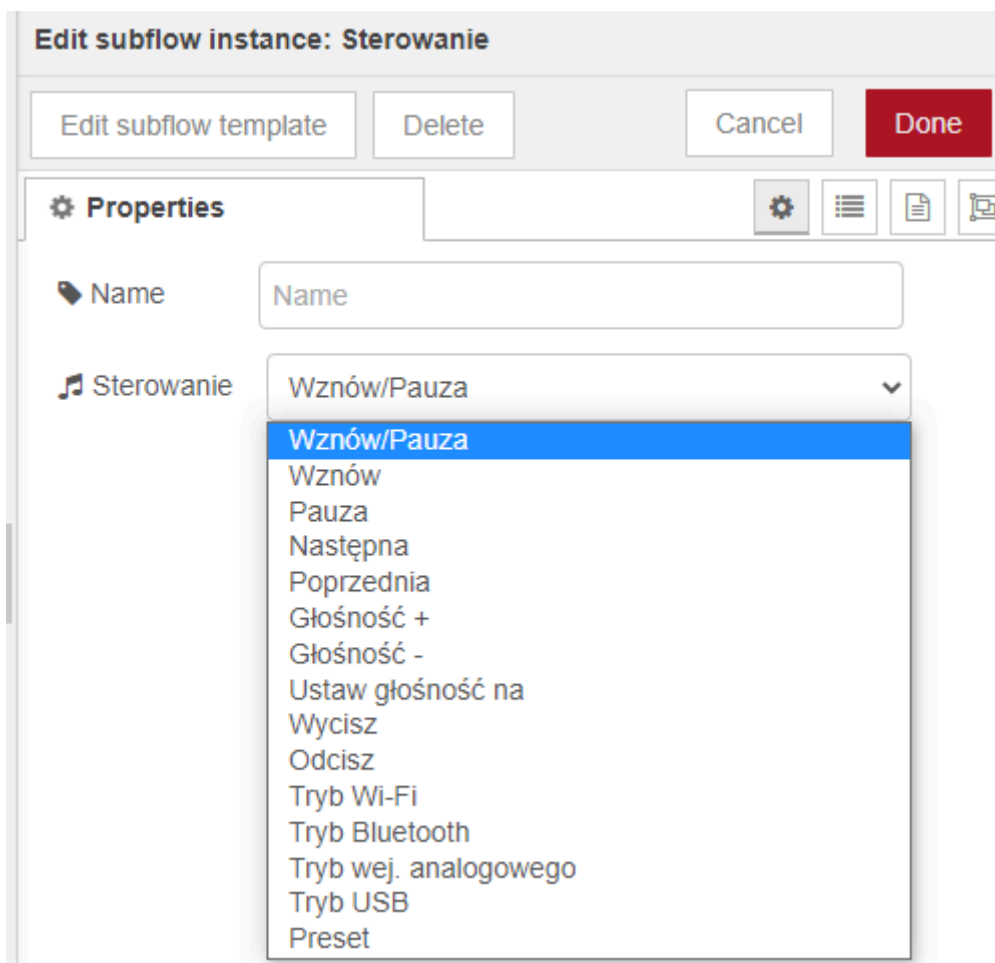 Edit subflow instance: Sterowanie
Edit subflow template Delete Cancel Done
Properties
Name Name
Sterowanie Wznów/Pauza
Wznów/Pauza
Wznów
Pauza
Następna
Poprzednia
Głośność +
Głośność -
Ustaw głośność na
Wycisz
Odcisz
Tryb Wi-Fi
Tryb Bluetooth
Tryb wej. analogowego
Tryb USB
Preset